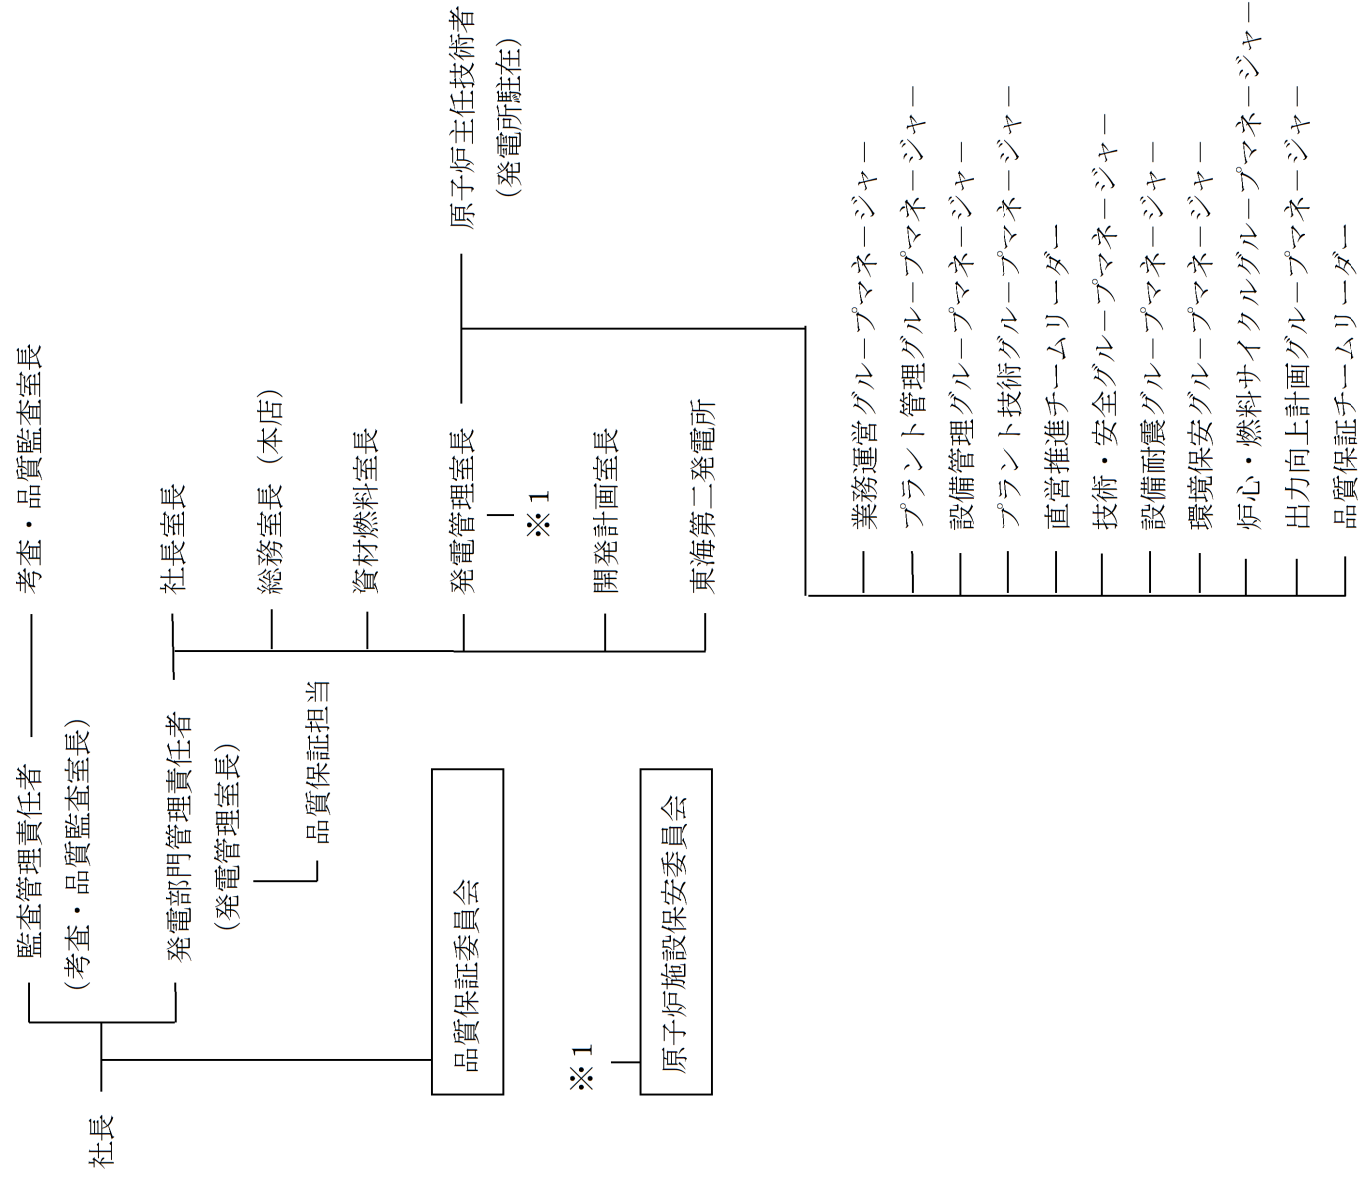 社長
監査管理責任者
(考査・品質監査室長)
考査・品質監査室長
発電部門管理責任者
(発電管理室長)
品質保証担当
社長室長
総務室長（本店）
資材燃料室長
発電管理室長
※1
開発計画室長
東海第二発電所
原子炉主任技術者
(発電所駐在)
業務運営グループマネージャー
プラント管理グループマネージャー
設備管理グループマネージャー
プラント技術グループマネージャー
直営推進チームリーダー
技術・安全グループマネージャー
設備耐震グループマネージャー
環境保安グループマネージャー
炉心・燃料サイクルグループマネージャー
出力向上計画グループマネージャー
品質保証チームリーダー
品質保証委員会
※1
原子炉施設保安委員会